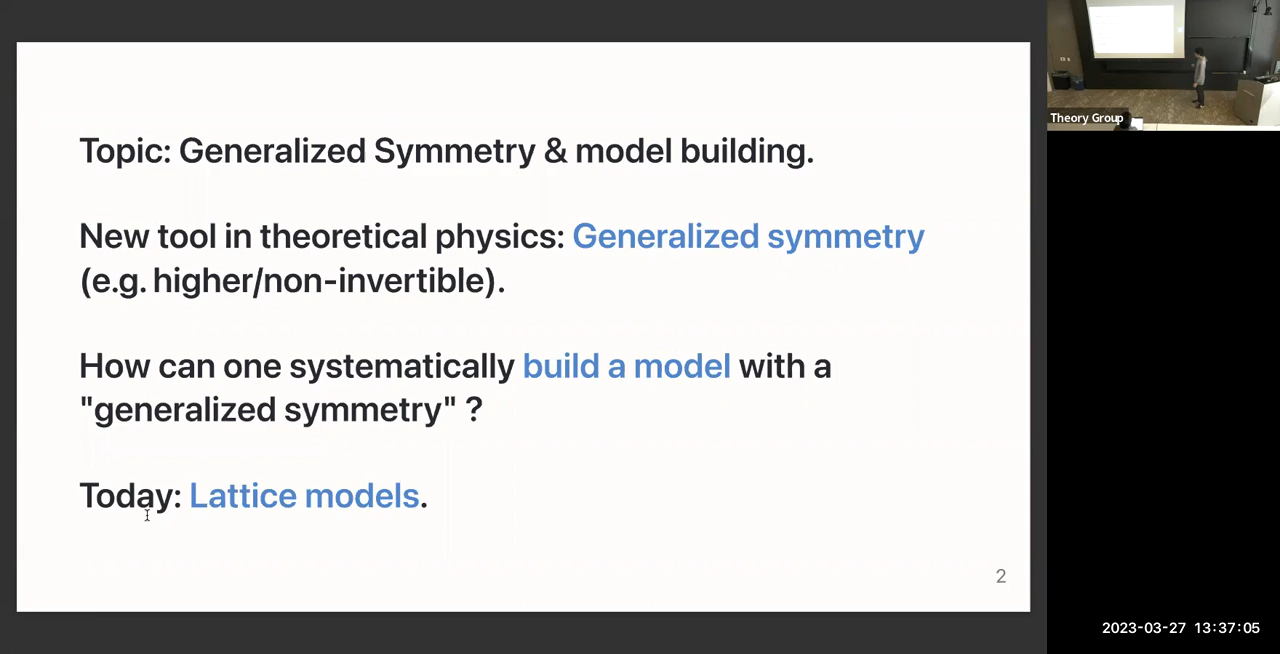 Topic: Generalized Symmetry & model building.
New tool in theoretical physics: Generalized symmetry
(e.g. higher/non-invertible).
How can one systematically build a model with a
"generalized symmetry" ?
Today: Lattice models.
2
Theory Group
2023-03-27 13:37:05